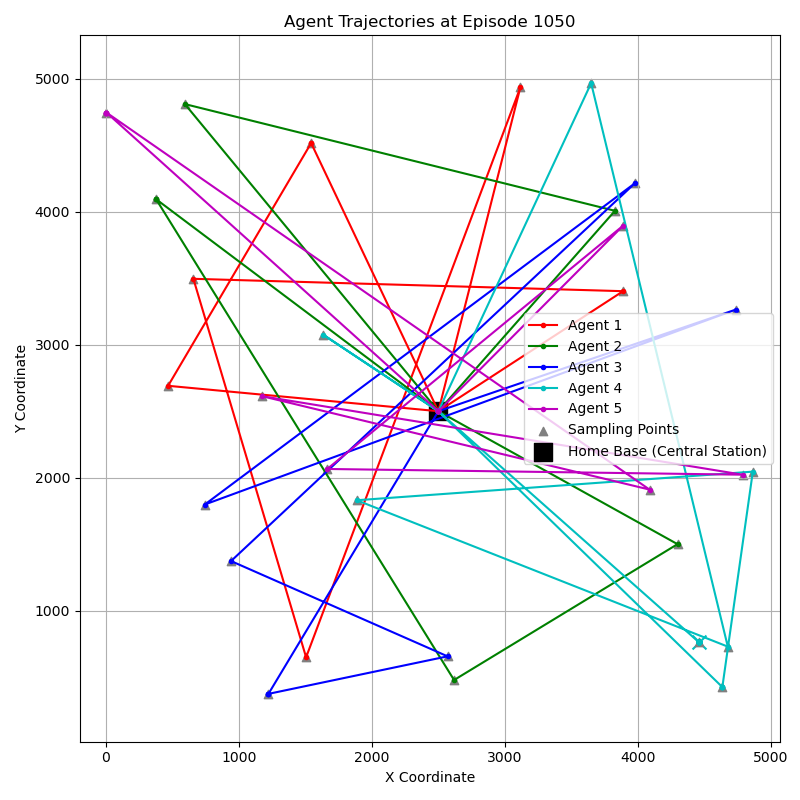 Agent Trajectories at Episode 1050
Y Coordinate
5000
4000
3000
2000
1000
Agent 1
Agent 2
Agent 3
Agent 4
Agent 5
Sampling Points
Home Base (Central Station)
0 1000 2000 3000 4000 5000
X Coordinate